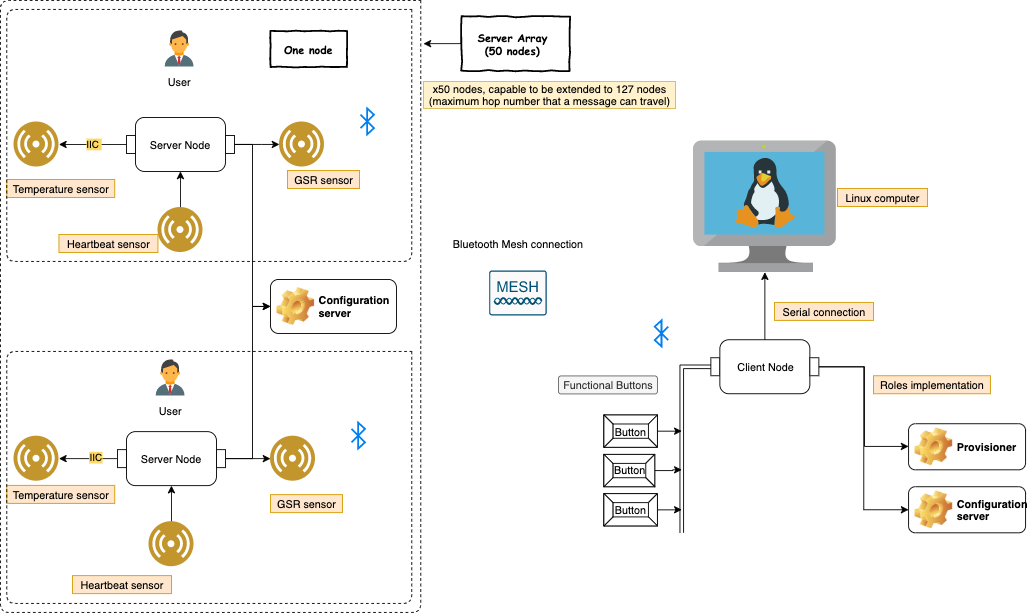 One node
Server Array
(50 nodes)
User
x50 nodes, capable to be extended to 127 nodes
(maximum hop number that a message can travel)
IIC
Server Node
Temperature sensor
GSR sensor
Heartbeat sensor
Linux computer
Bluetooth Mesh connection
MESH
Configuration
server
Serial connection
Client Node
User
Functional Buttons
Roles implementation
Button
Button
Button
Provisioner
Configuration
server
IIC
Server Node
Temperature sensor
GSR sensor
Heartbeat sensor